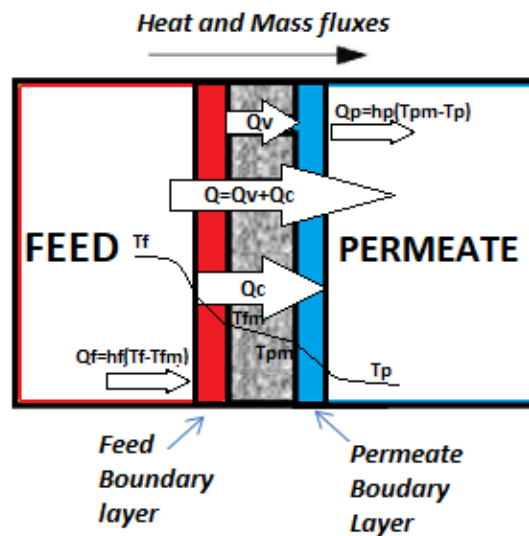 Heat and Mass fluxes
Qp=hp(Tpm-Tp)
Qv
Q=Qv+Qc
FEED
Tf
PERMEATE
Qc
Tfm
Tpm
Qf=hf(Tf-Tfm)
Tp
Feed
Boundary
layer
Permeate
Boudary
Layer